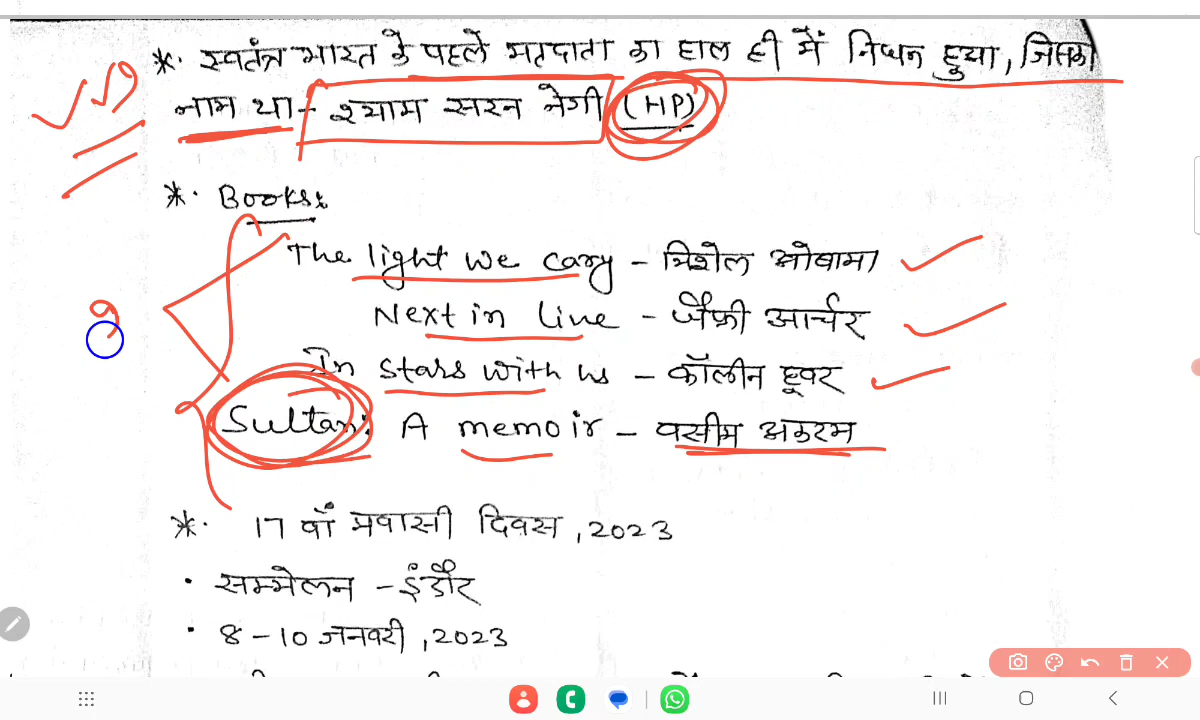 *. स्वतंत्र भारत के पहले मतदाता का हाल ही में निधन हुया, जिसका
नाम था- श्याम सरन नेगी (HP)
*. Books:
The light we carry - मिशेल ओबामा
Next in line - जैफ्री आर्चर
In stars with us - कॉलीन हूवर
Sultan: A memoir - वसीम अकरम
*. 17 वाँ प्रवासी दिवस, 2023
• सम्मेलन - इंडौर
• 8-10 जनवरी, 2023